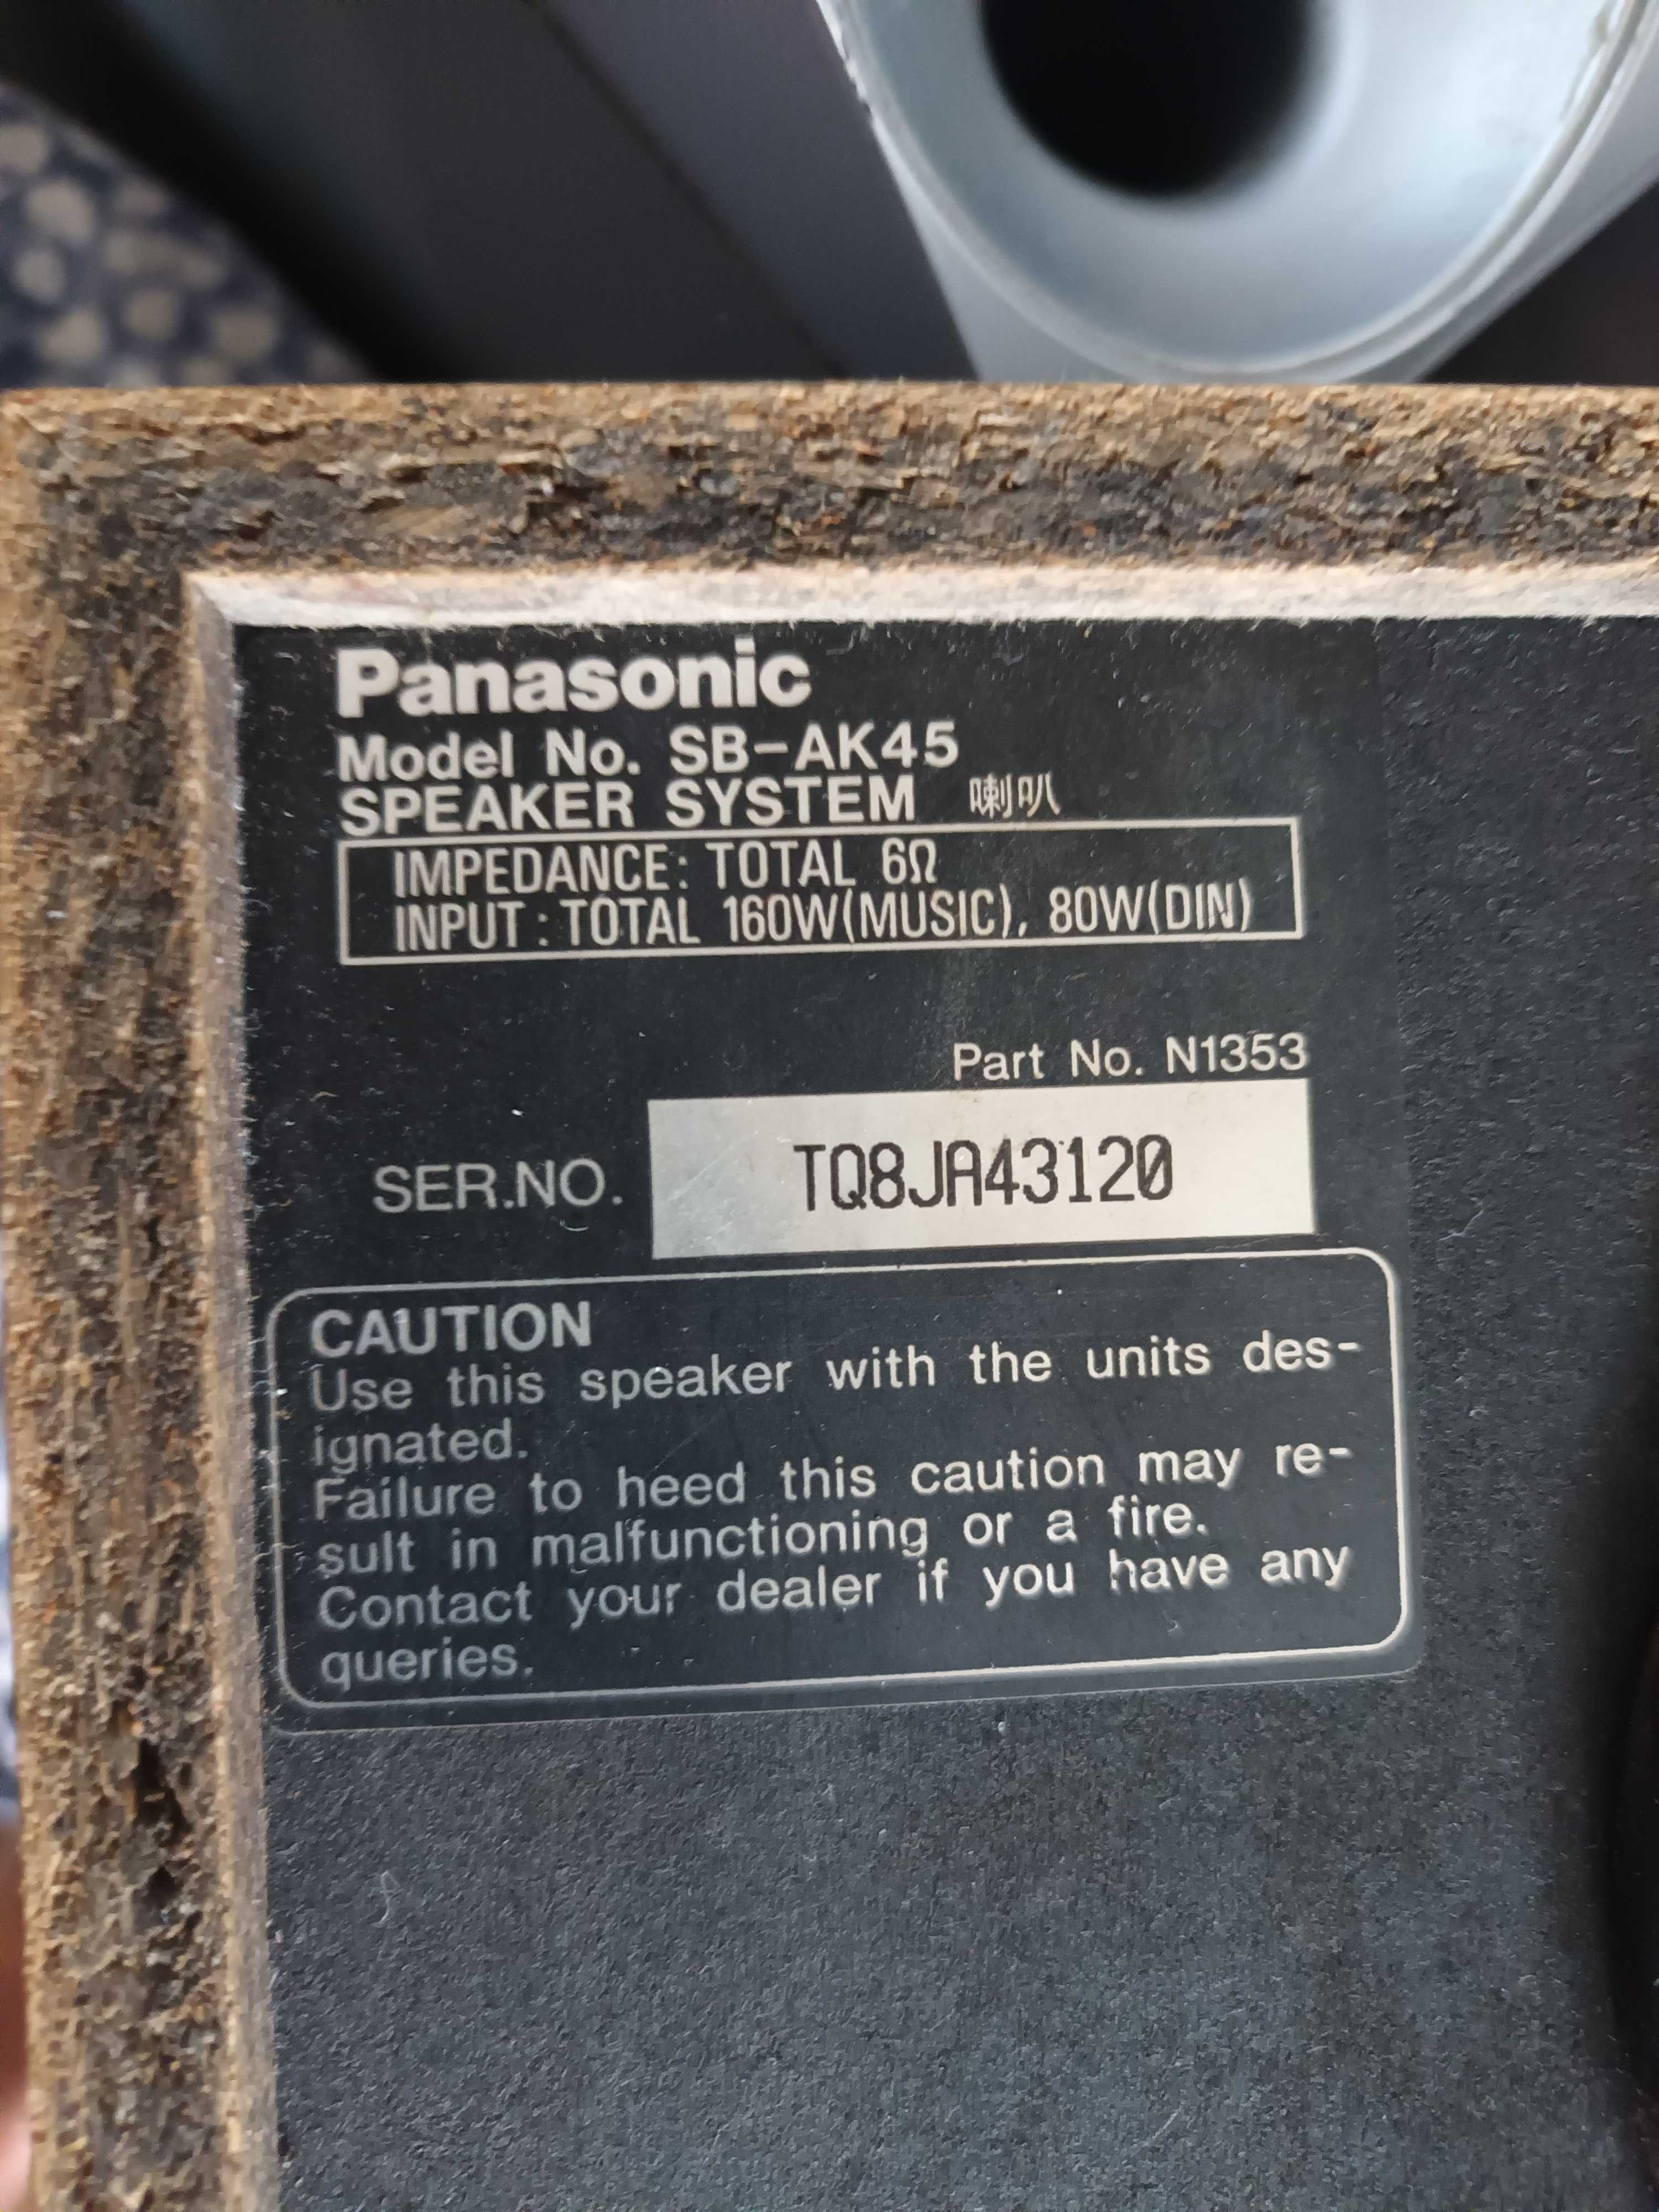 Panasonic
Model No. SB-AK45
SPEAKER SYSTEM 喇叭
IMPEDANCE: TOTAL 6Ω
INPUT : TOTAL 160W(MUSIC), 80W(DIN)
Part No. N1353
SER.NO. TQ8JA43120
CAUTION
Use this speaker with the units des-
ignated.
Failure to heed this caution may re-
sult in malfunctioning or a fire.
Contact your dealer if you have any
queries.